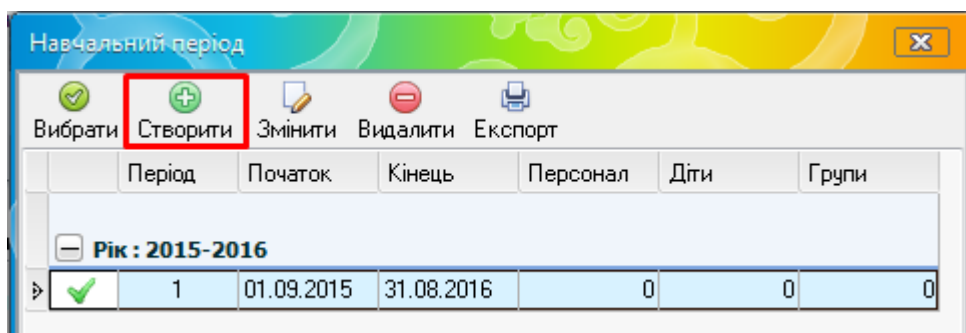 Навчальний період
Вибрати Створити Змінити Видалити Експорт
Період Початок Кінець Персонал Діти Групи
Рік : 2015-2016
1 01.09.2015 31.08.2016 0 0 0